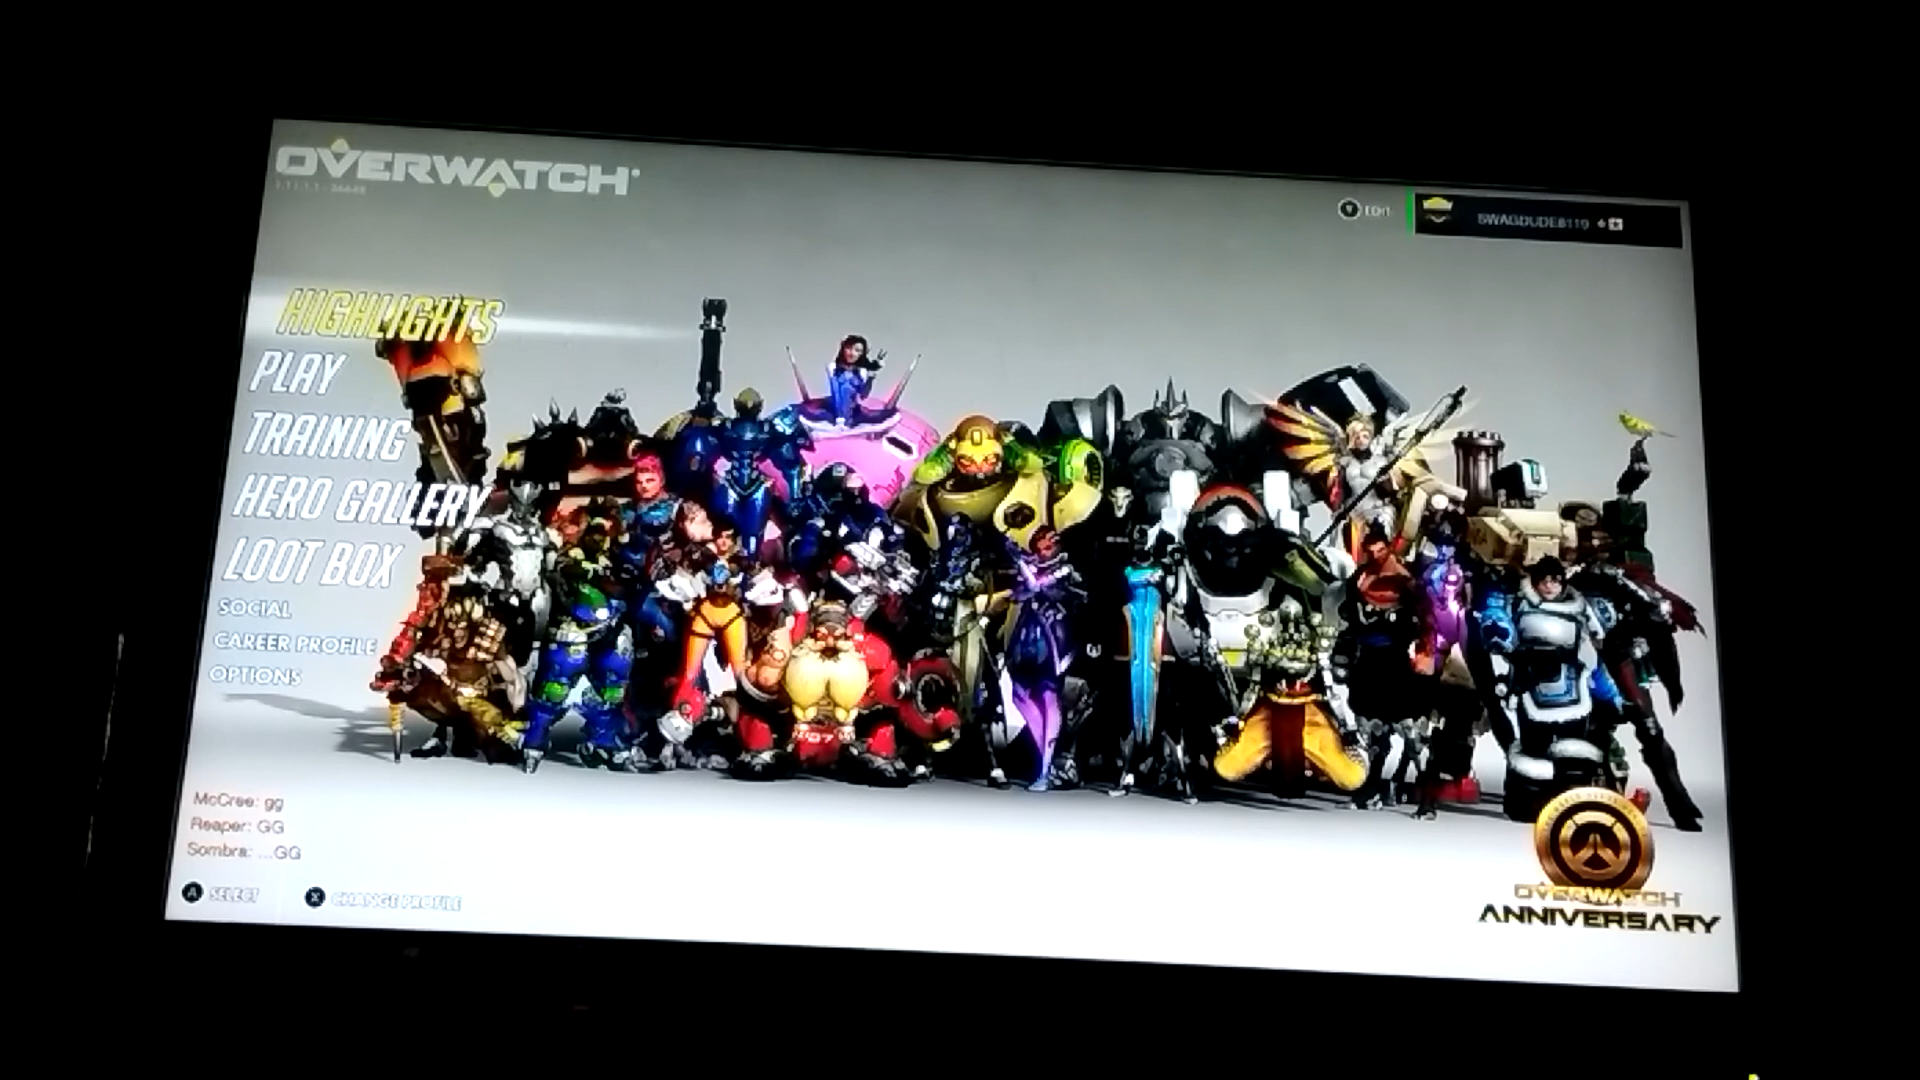 OVERWATCH
EDIT
SWAGDUDE8119
HIGHLIGHTS
PLAY
TRAINING
HERO GALLERY
LOOT BOX
SOCIAL
CAREER PROFILE
OPTIONS
McCree: gg
Reaper: GG
Sombra: ...GG
A SELECT
X CHANGE PROFILE
OVERWATCH
ANNIVERSARY